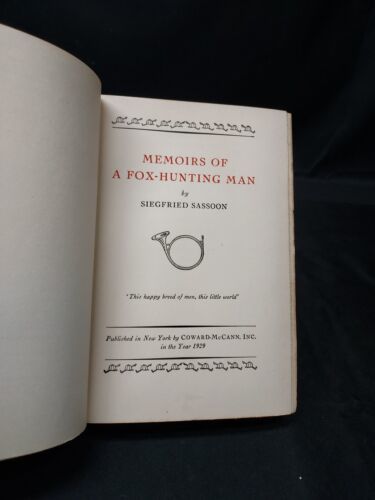 MEMOIRS OF
A FOX-HUNTING MAN
by
SIEGFRIED SASSOON
'This happy breed of men, this little world'
Published in New York by COWARD-MCCANN, INC.
in the Year 1929